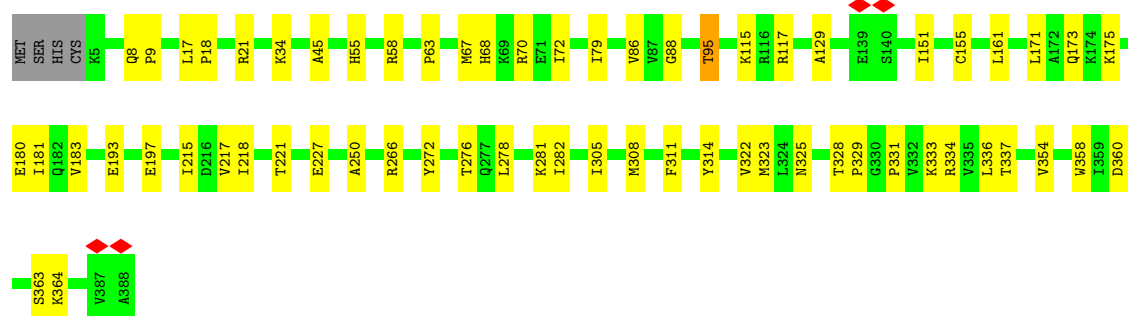 MET SER HIS CYS K5 Q8 P9 L17 P18 R21 K34 A45 H55 R58 P63 M67 H68 K69 R70 E71 I72 I79 V86 V87 G88 T95 K115 R116 R117 A129 E139 S140 I151 C155 L161 L171 A172 Q173 K174 K175
E180 I181 Q182 V183 E193 E197 I215 D216 V217 I218 T221 E227 A250 R266 Y272 T276 Q277 L278 K281 I282 I305 M308 F311 Y314 V322 M323 L324 N325 T328 P329 G330 P331 V332 K333 R334 V335 L336 T337 V354 W358 I359 D360
S363 K364 V387 A388